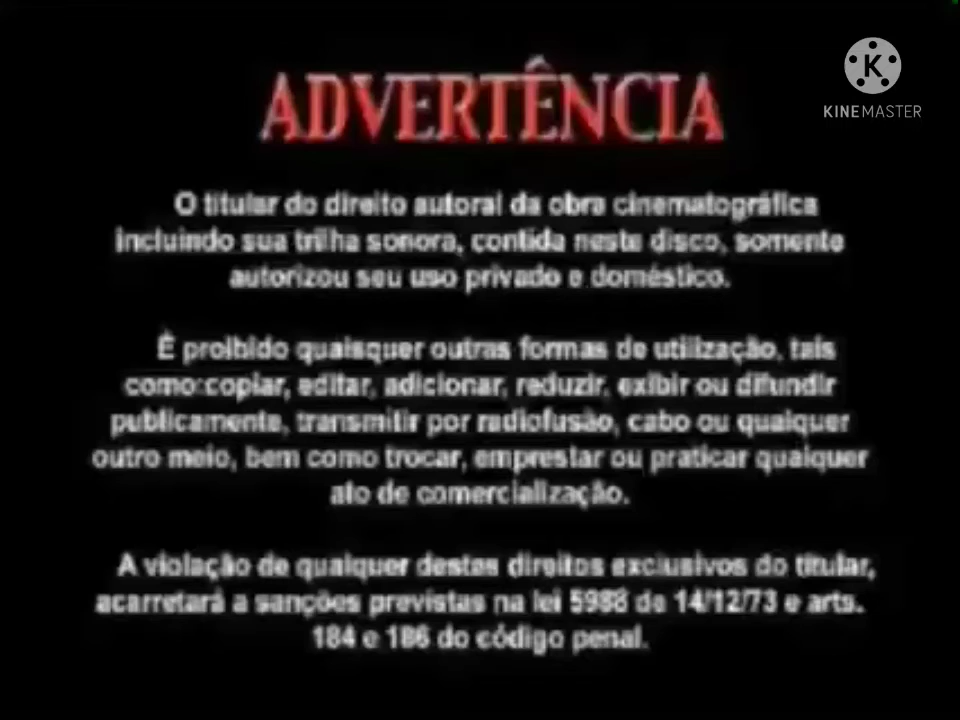 ADVERTÊNCIA
KINEMASTER
O titular do direito autoral da obra cinematográfica
incluindo sua trilha sonora, contida neste disco, somente
autorizou seu uso privado e doméstico.
É proibido quaisquer outras formas de utilização, tais
como:copiar, editar, adicionar, reduzir, exibir ou difundir
publicamente, transmitir por radiofusão, cabo ou qualquer
outro meio, bem como trocar, emprestar ou praticar qualquer
ato de comercialização.
A violação de qualquer destes direitos exclusivos do titular,
acarretará a sanções previstas na lei 5988 de 14/12/73 e arts.
184 e 186 do código penal.